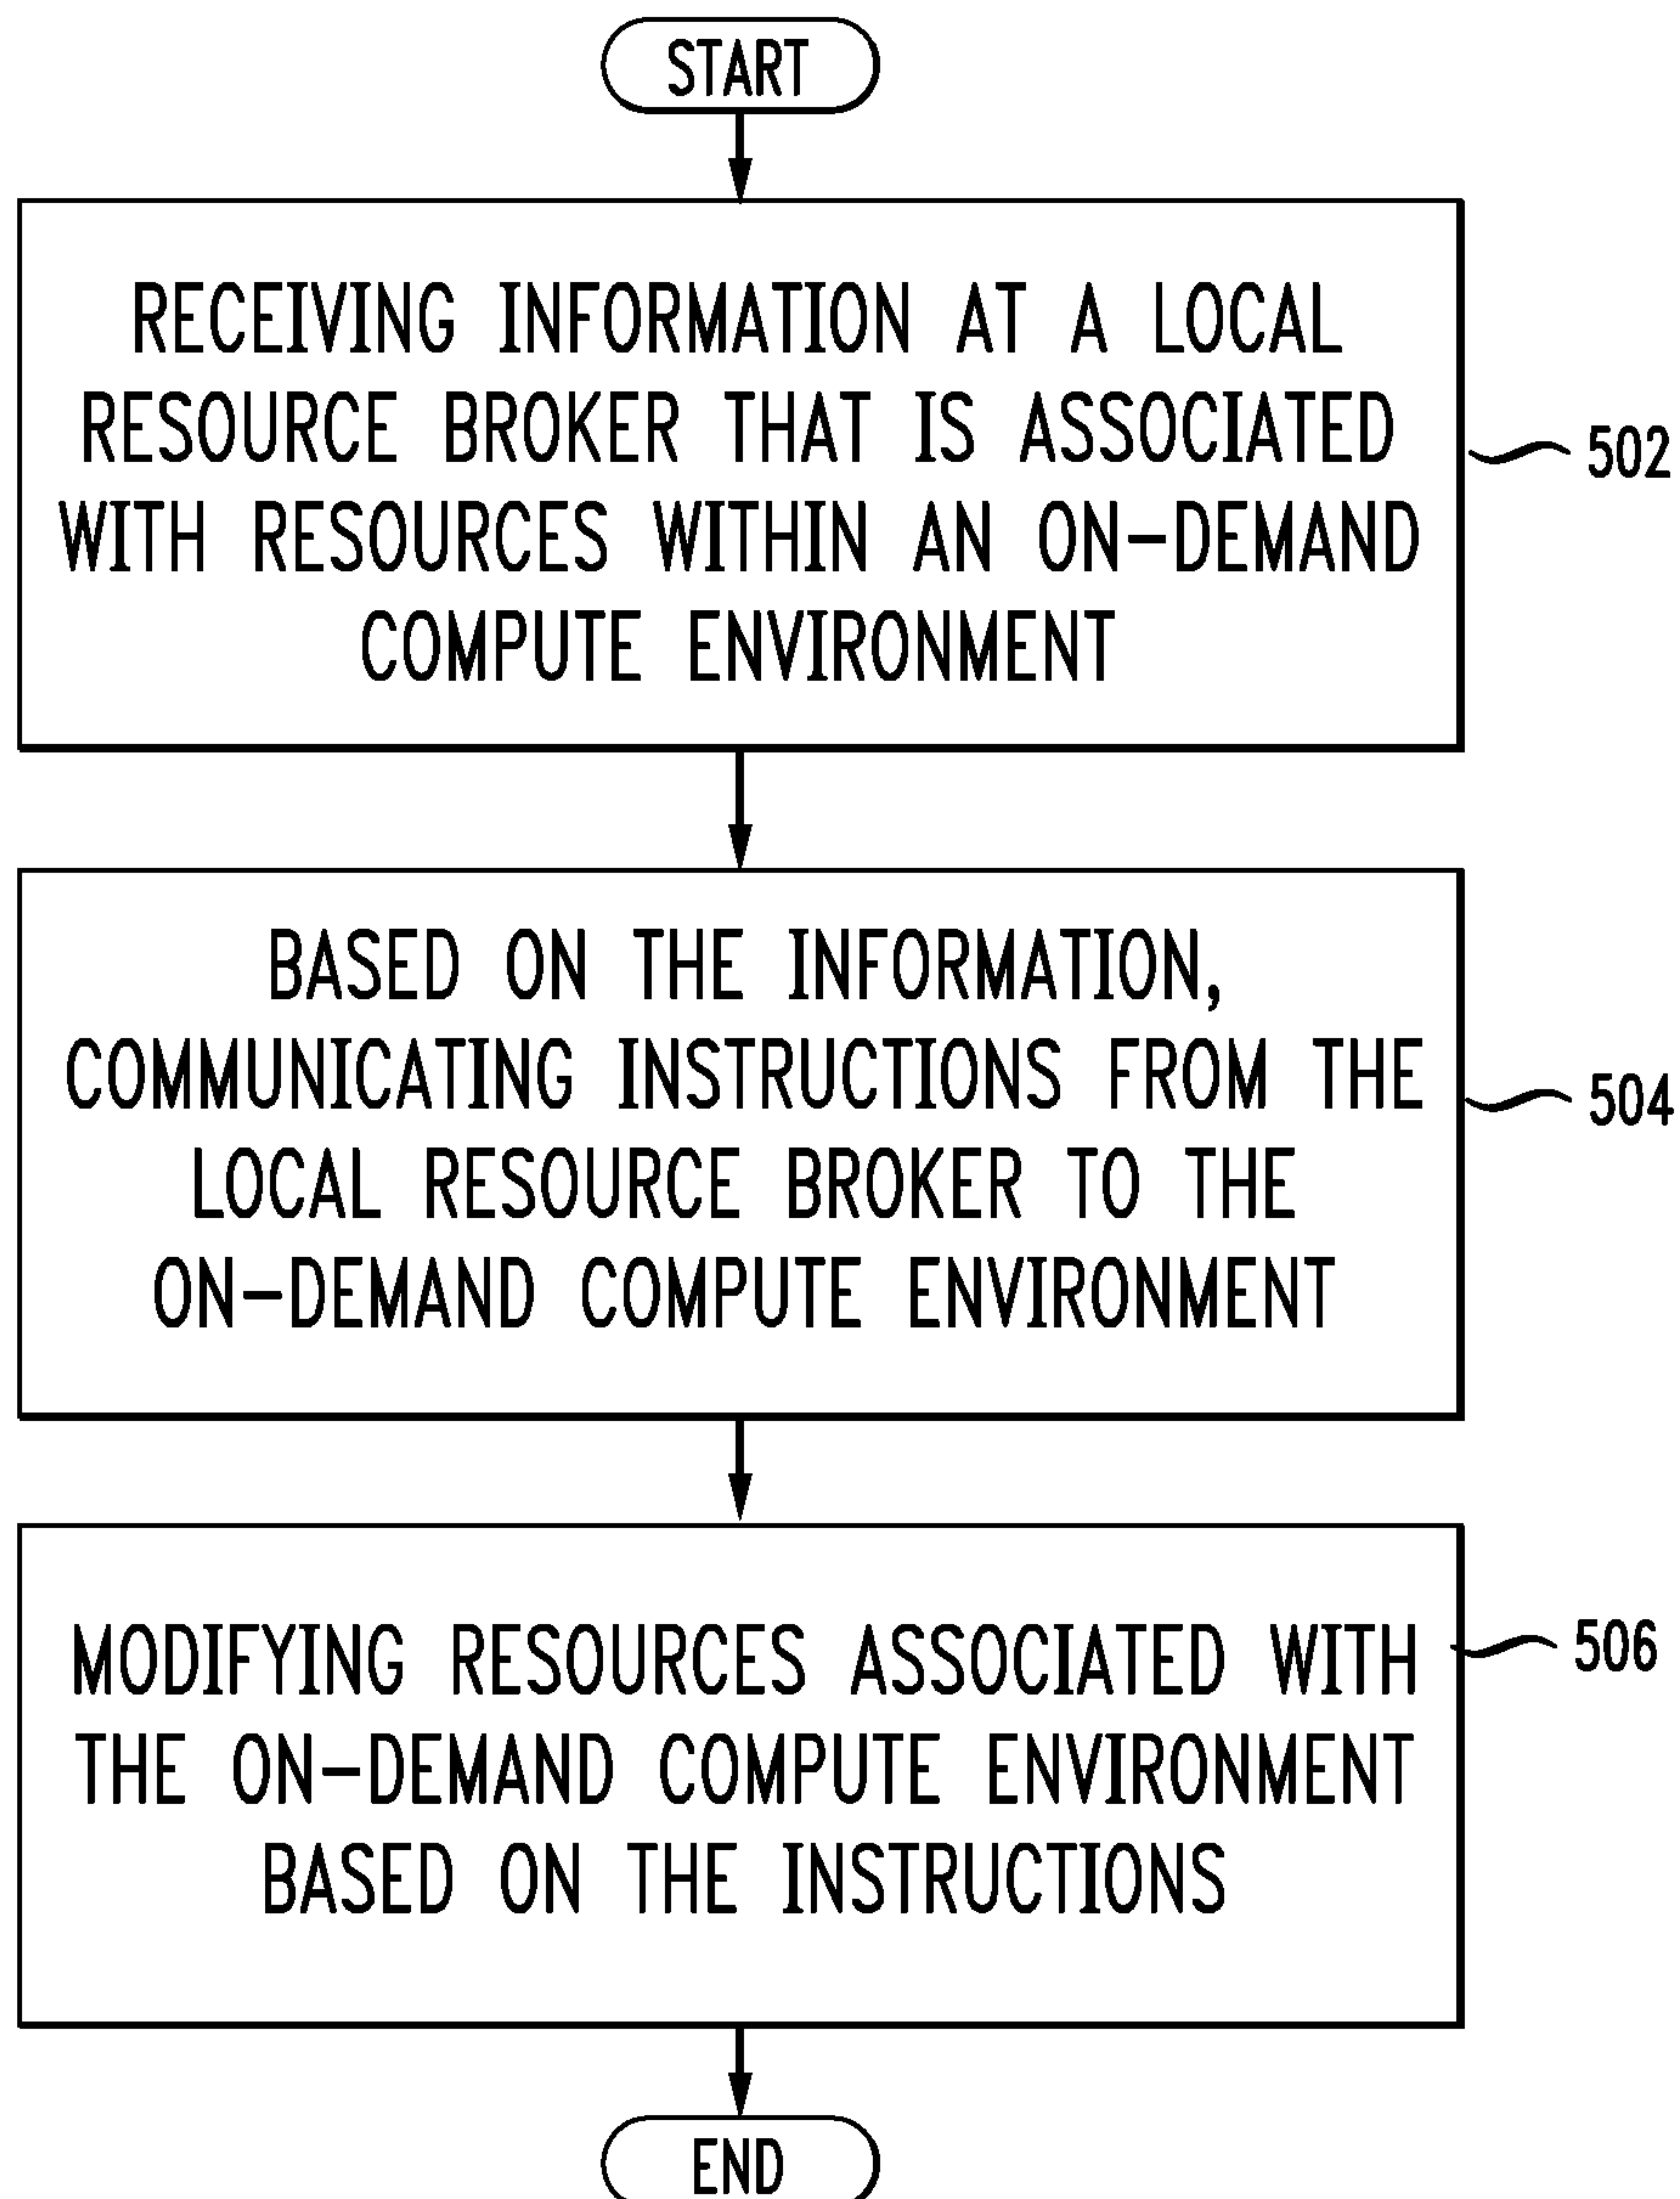 START
RECEIVING INFORMATION AT A LOCAL
RESOURCE BROKER THAT IS ASSOCIATED
WITH RESOURCES WITHIN AN ON-DEMAND
COMPUTE ENVIRONMENT
502
BASED ON THE INFORMATION,
COMMUNICATING INSTRUCTIONS FROM THE
LOCAL RESOURCE BROKER TO THE
ON-DEMAND COMPUTE ENVIRONMENT
504
MODIFYING RESOURCES ASSOCIATED WITH
THE ON-DEMAND COMPUTE ENVIRONMENT
BASED ON THE INSTRUCTIONS
506
END